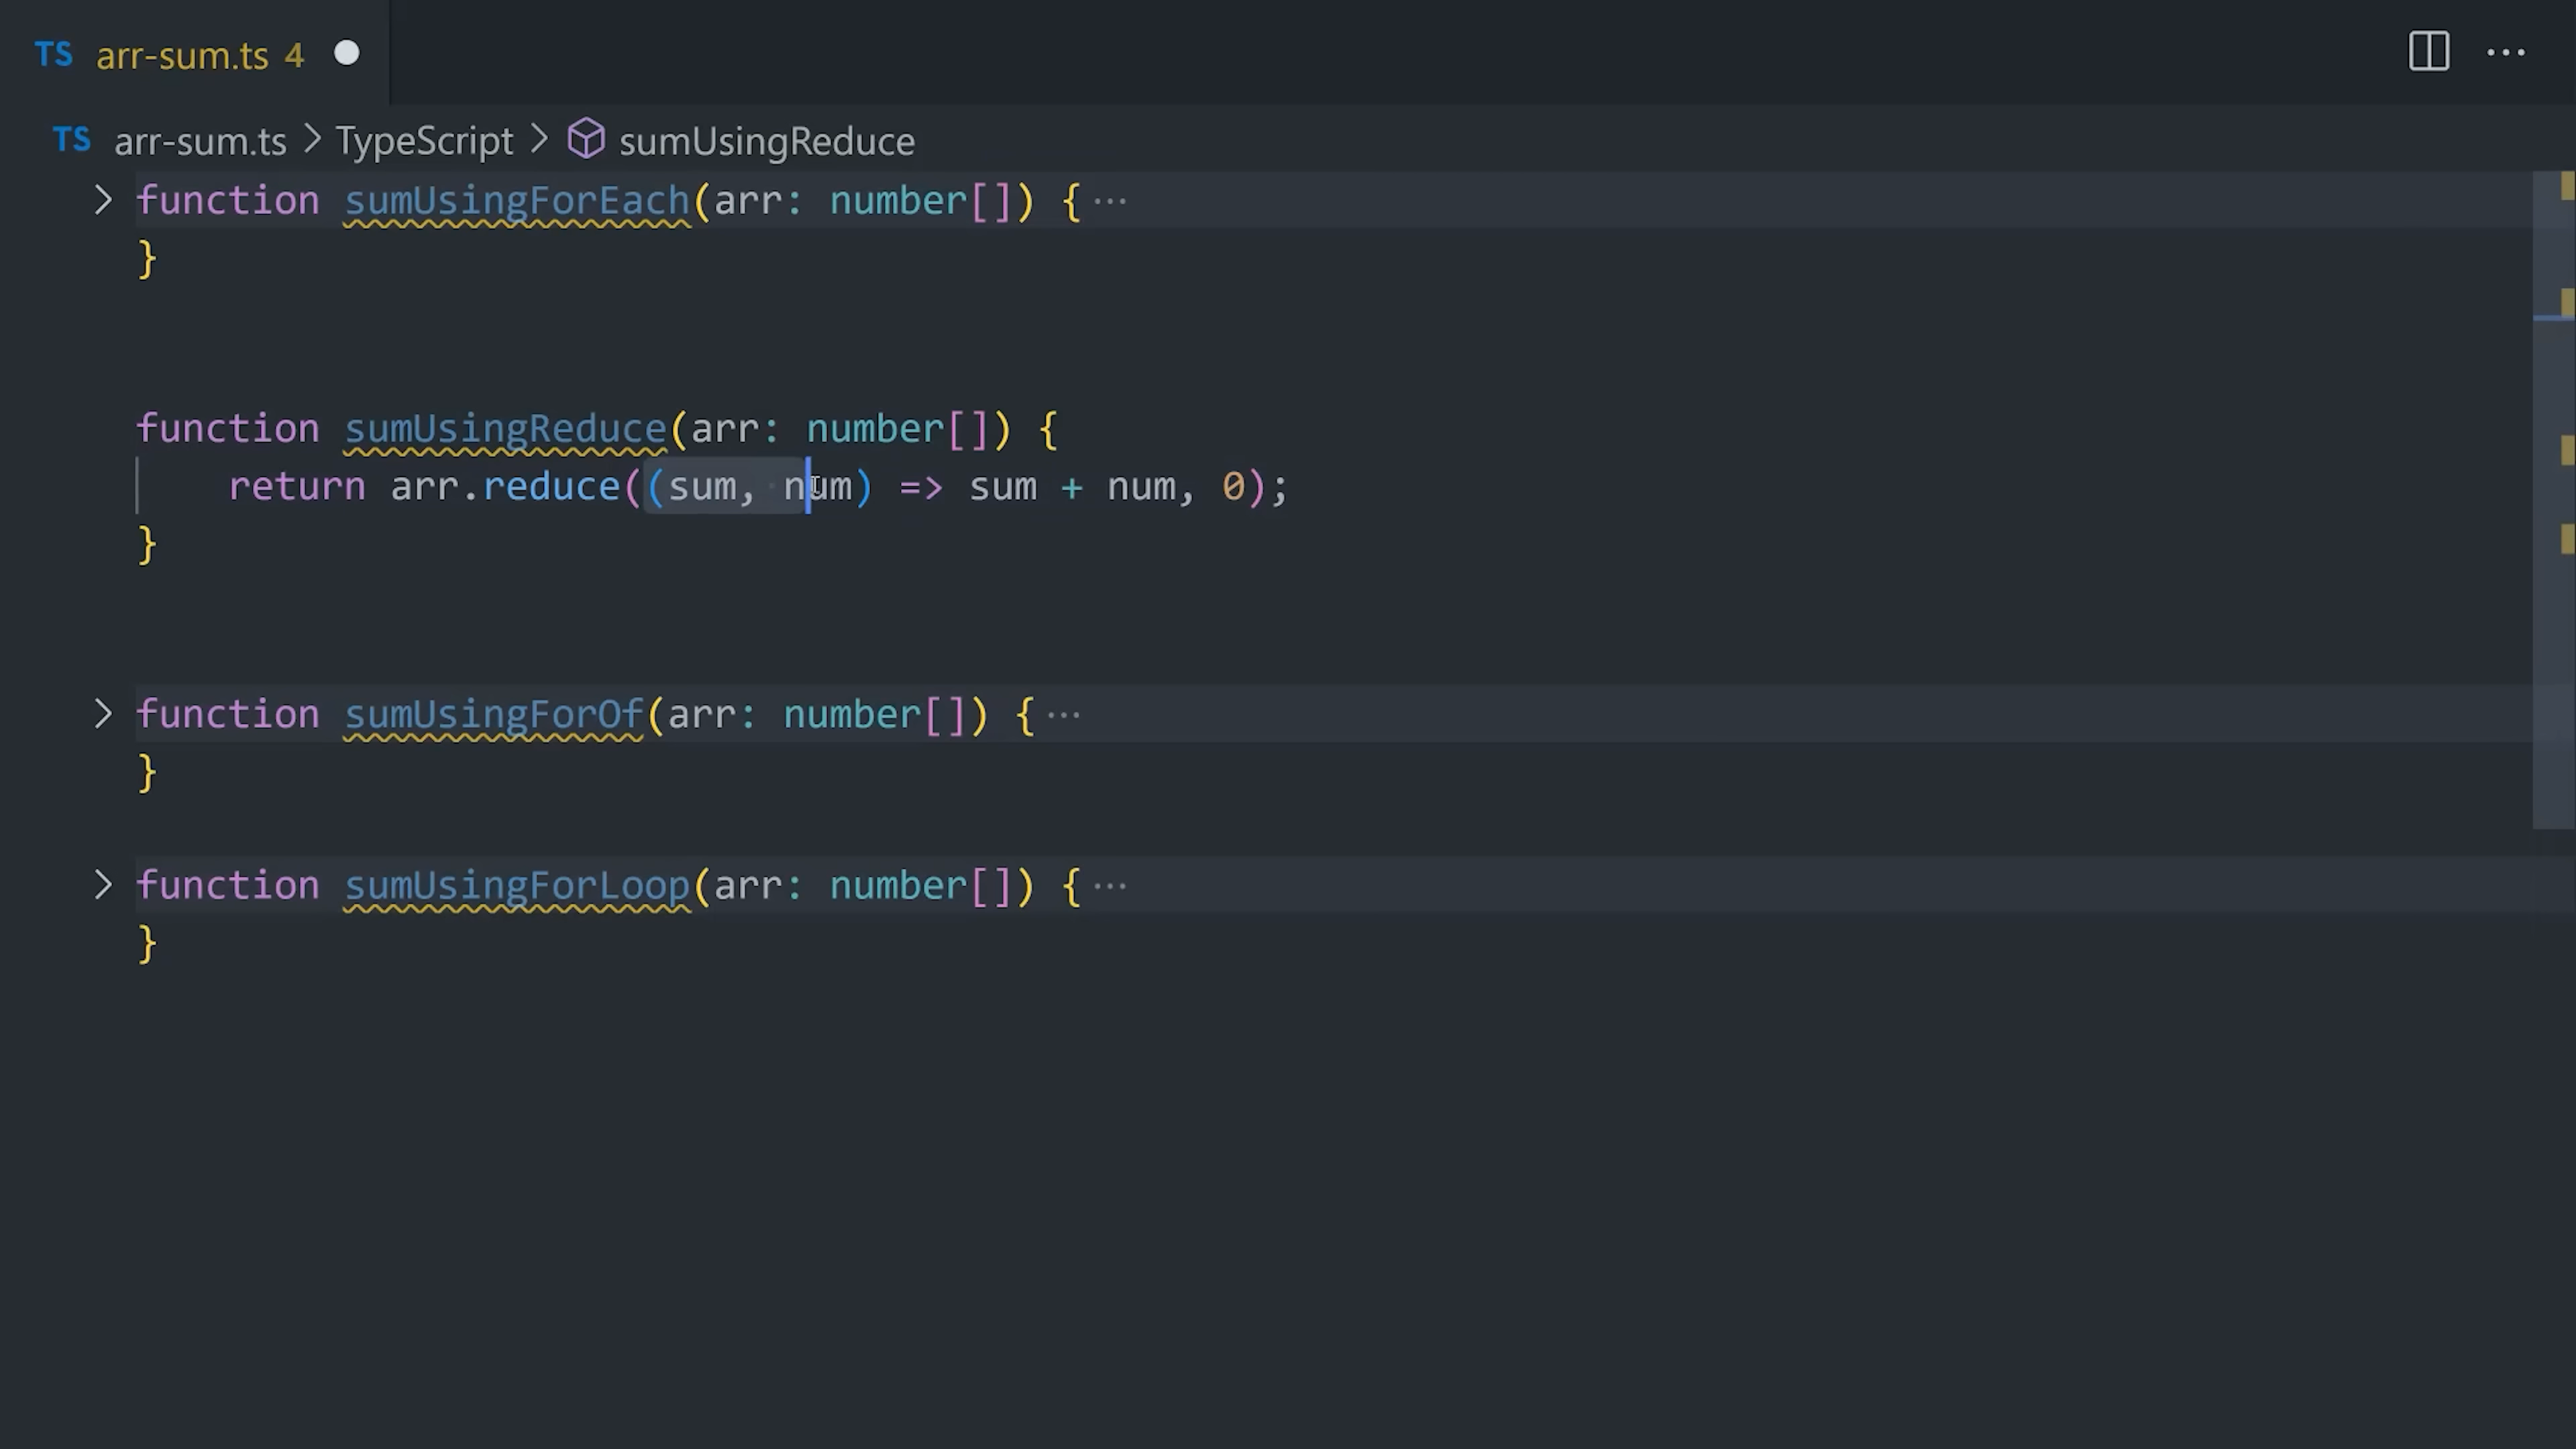 TS arr-sum.ts 4
TS arr-sum.ts > TypeScript > sumUsingReduce
function sumUsingForEach(arr: number[]) { ···
}
function sumUsingReduce(arr: number[]) {
    return arr.reduce((sum, num) => sum + num, 0);
}
function sumUsingForOf(arr: number[]) { ···
}
function sumUsingForLoop(arr: number[]) { ···
}